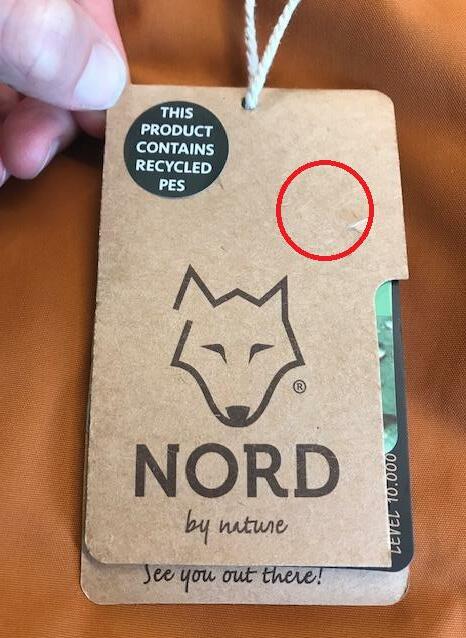 THIS
PRODUCT
CONTAINS
RECYCLED
PES
®
NORD
by nature
LEVEL 10.000
See you out there!